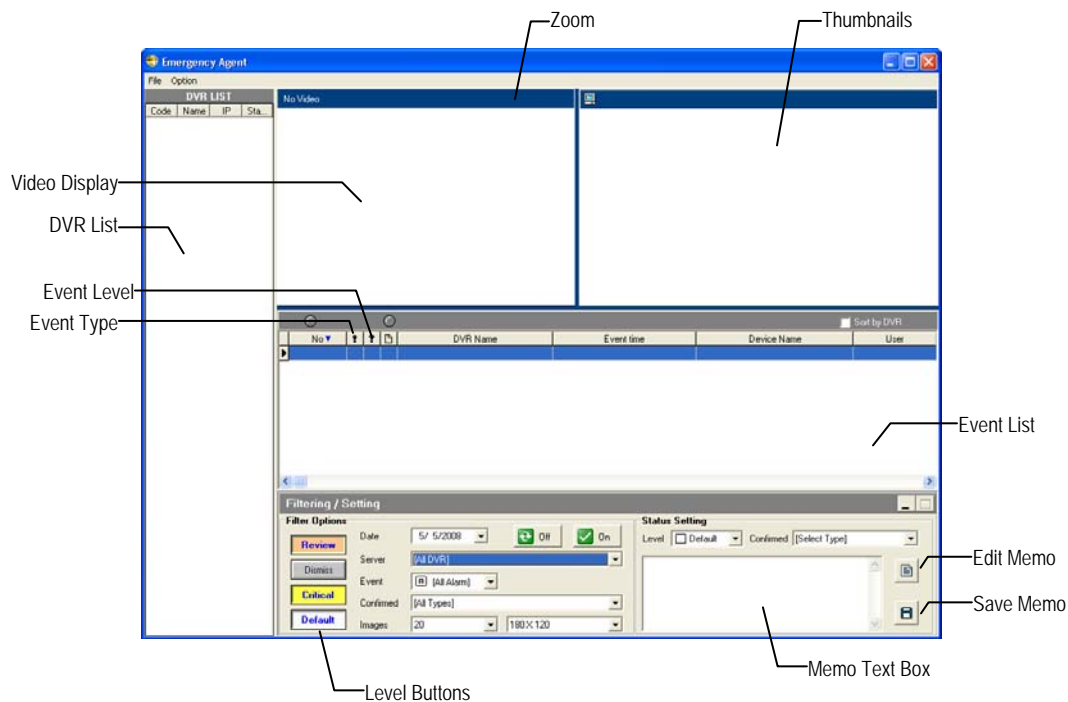 Zoom
Thumbnails
Emergency Agent
File Option
DVR LIST
No Video
Code Name IP Sta...
Video Display
DVR List
Event Level
Event Type
Sort by DVR
No DVR Name Event time Device Name User
Event List
Filtering / Setting
Filter Options
Status Setting
Review
Date 5/ 5/2008 Off On
Level Default Confirmed [Select Type]
Server [All DVR]
Dismiss
Event [All Alarm]
Edit Memo
Critical
Confirmed [All Types]
Save Memo
Default
Images 20 180 X 120
Memo Text Box
Level Buttons